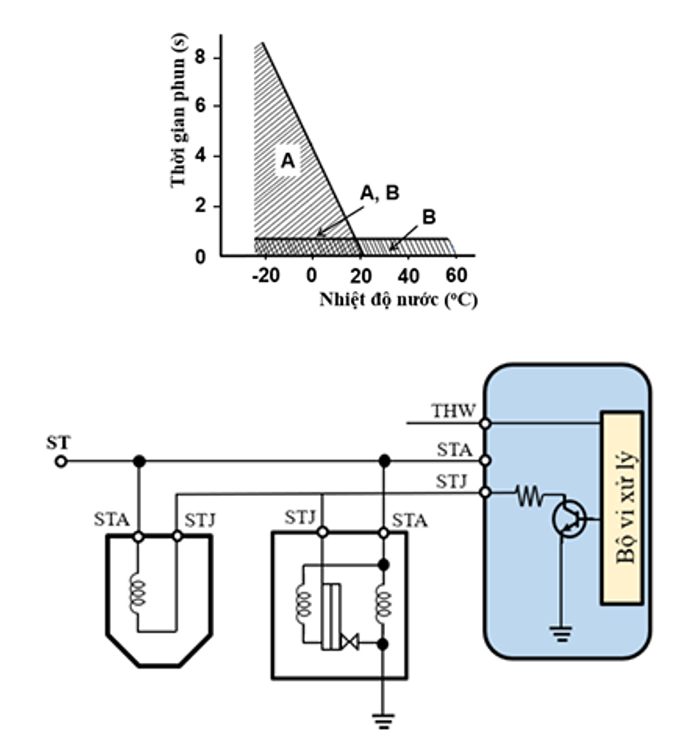 Thời gian phun (s)
8
6
4
2
0
A
A, B
B
-20 0 20 40 60
Nhiệt độ nước (ºC)
THW
ST
STA
STJ
STA STJ
STJ STA
Bộ vi xử lý